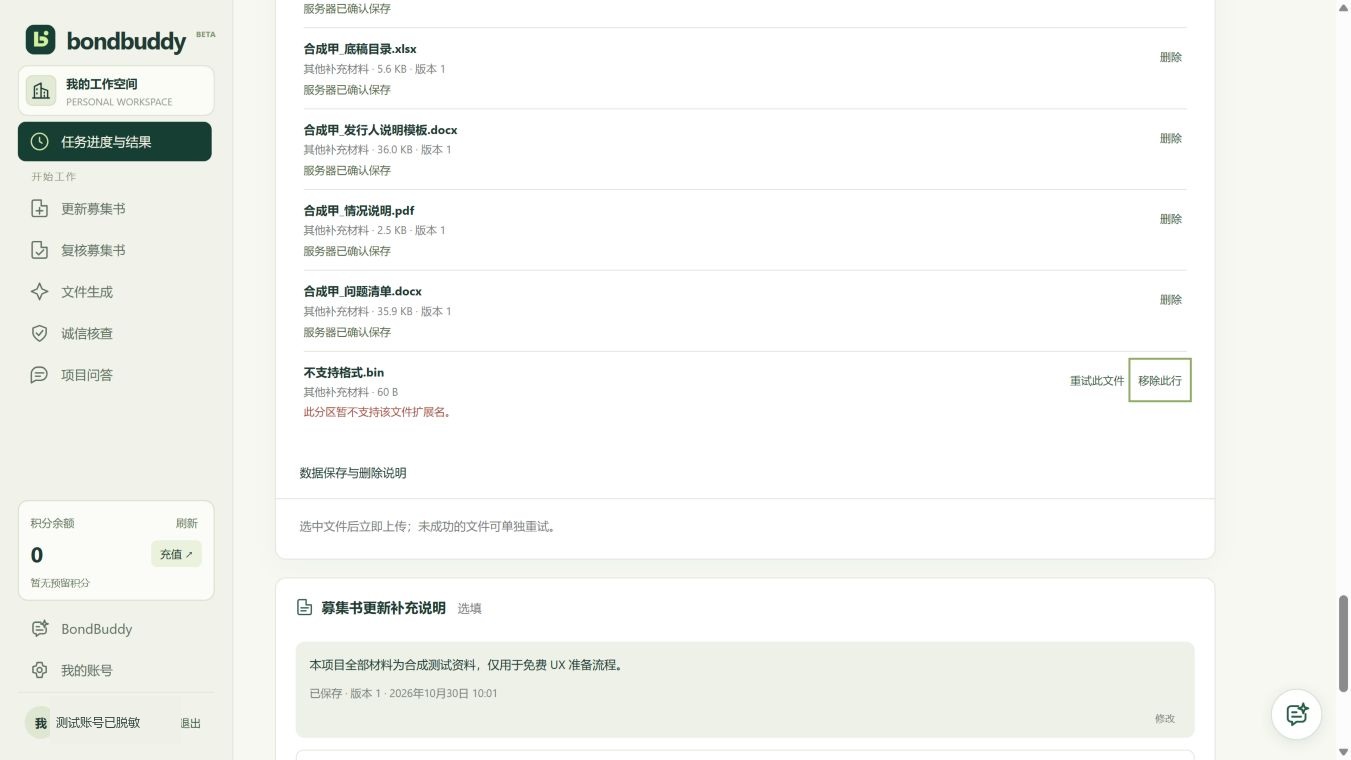 bondbuddy BETA
我的工作空间
PERSONAL WORKSPACE
任务进度与结果
开始工作
更新募集书
复核募集书
文件生成
诚信核查
项目问答
积分余额 刷新
0 充值 ↗
暂无预留积分
BondBuddy
我的账号
我 测试账号已脱敏 退出
服务器已确认保存
合成甲_底稿目录.xlsx
其他补充材料 · 5.6 KB · 版本 1
服务器已确认保存
删除
合成甲_发行人说明模板.docx
其他补充材料 · 36.0 KB · 版本 1
服务器已确认保存
删除
合成甲_情况说明.pdf
其他补充材料 · 2.5 KB · 版本 1
服务器已确认保存
删除
合成甲_问题清单.docx
其他补充材料 · 35.9 KB · 版本 1
服务器已确认保存
删除
不支持格式.bin
其他补充材料 · 60 B
此分区暂不支持该文件扩展名。
重试此文件 移除此行
数据保存与删除说明
选中文件后立即上传；未成功的文件可单独重试。
募集书更新补充说明 选填
本项目全部材料为合成测试资料，仅用于免费 UX 准备流程。
已保存 · 版本 1 · 2026年10月30日 10:01
修改